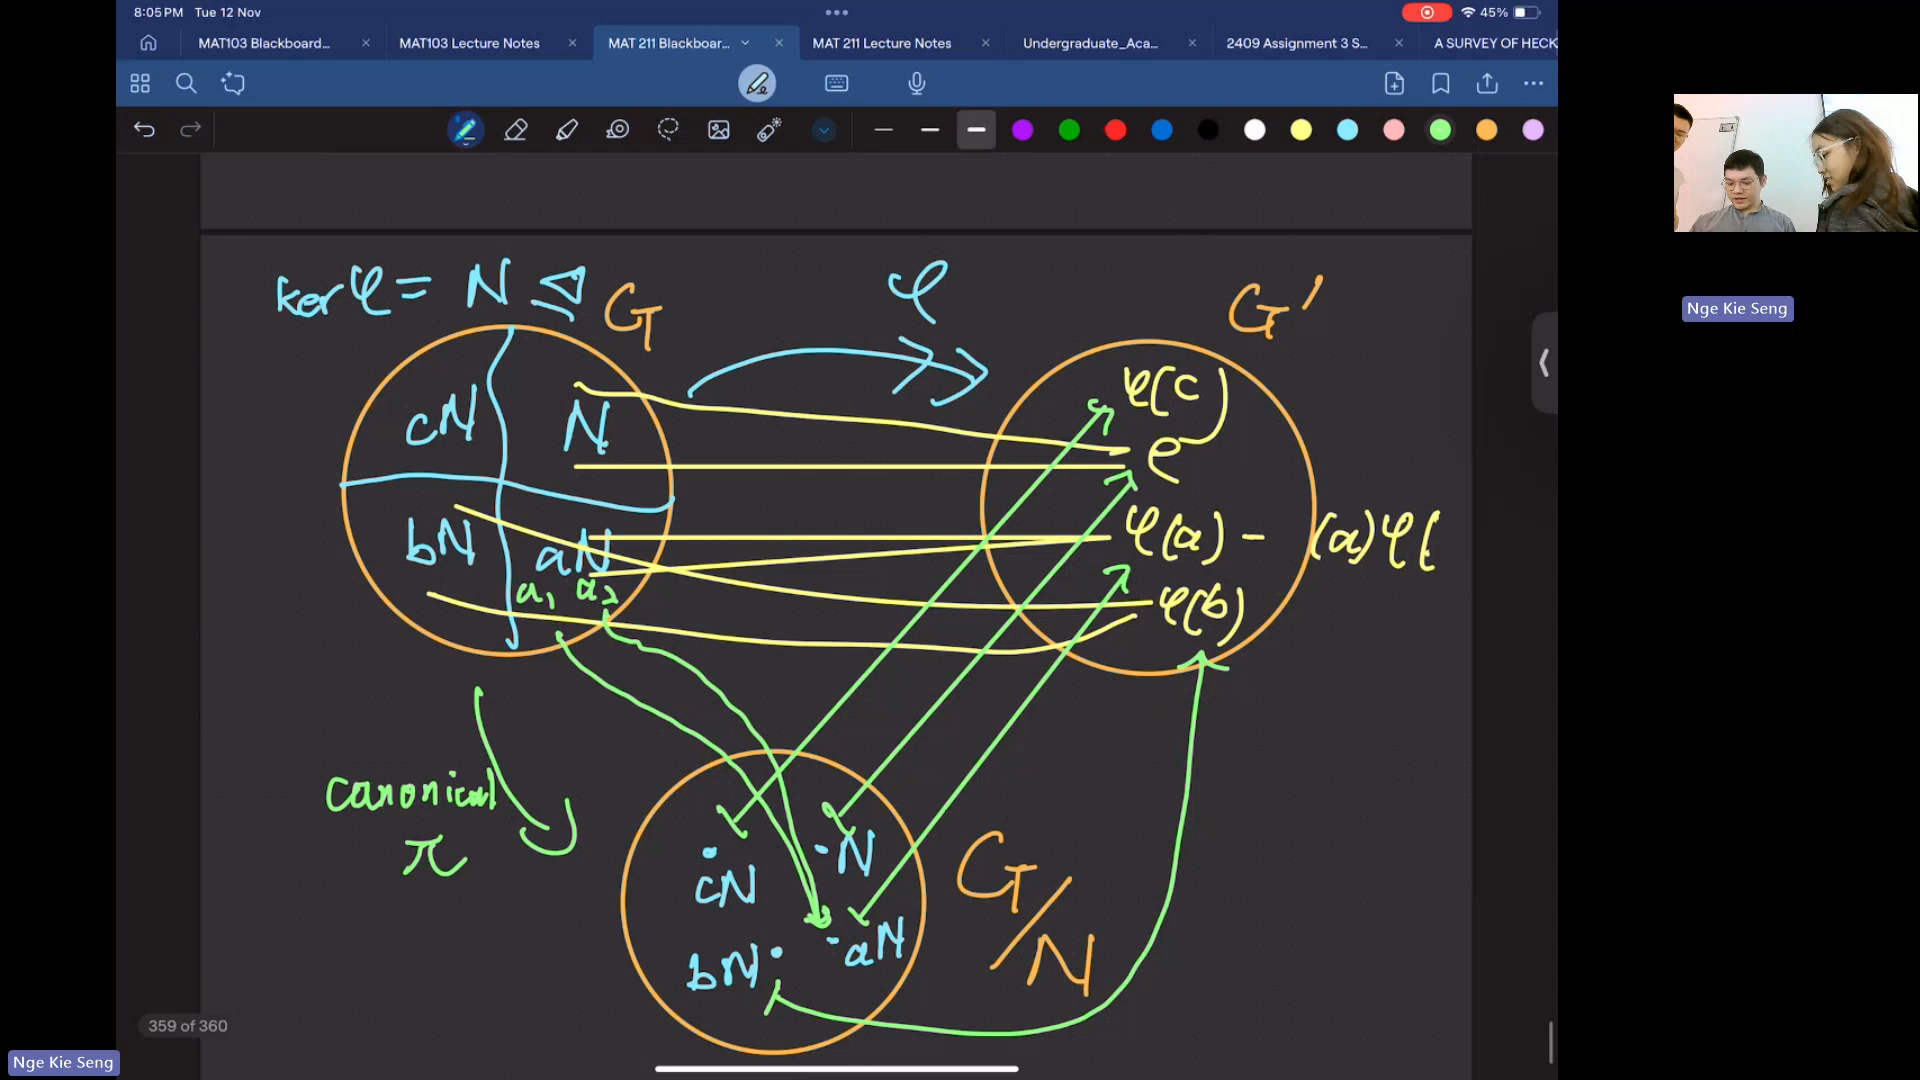 8:05 PM Tue 12 Nov
45%
MAT103 Blackboard...
MAT103 Lecture Notes
MAT 211 Blackboar...
MAT 211 Lecture Notes
Undergraduate_Aca...
2409 Assignment 3 S...
A SURVEY OF HECK
ker φ = N ⊴ G
φ
G'
cN
N
bN
aN
a₁ a₂
φ(c)
e
φ(a) - (a)φ(
φ(b)
canonical
π
cN
N
bN
aN
G/N
359 of 360
Nge Kie Seng
Nge Kie Seng